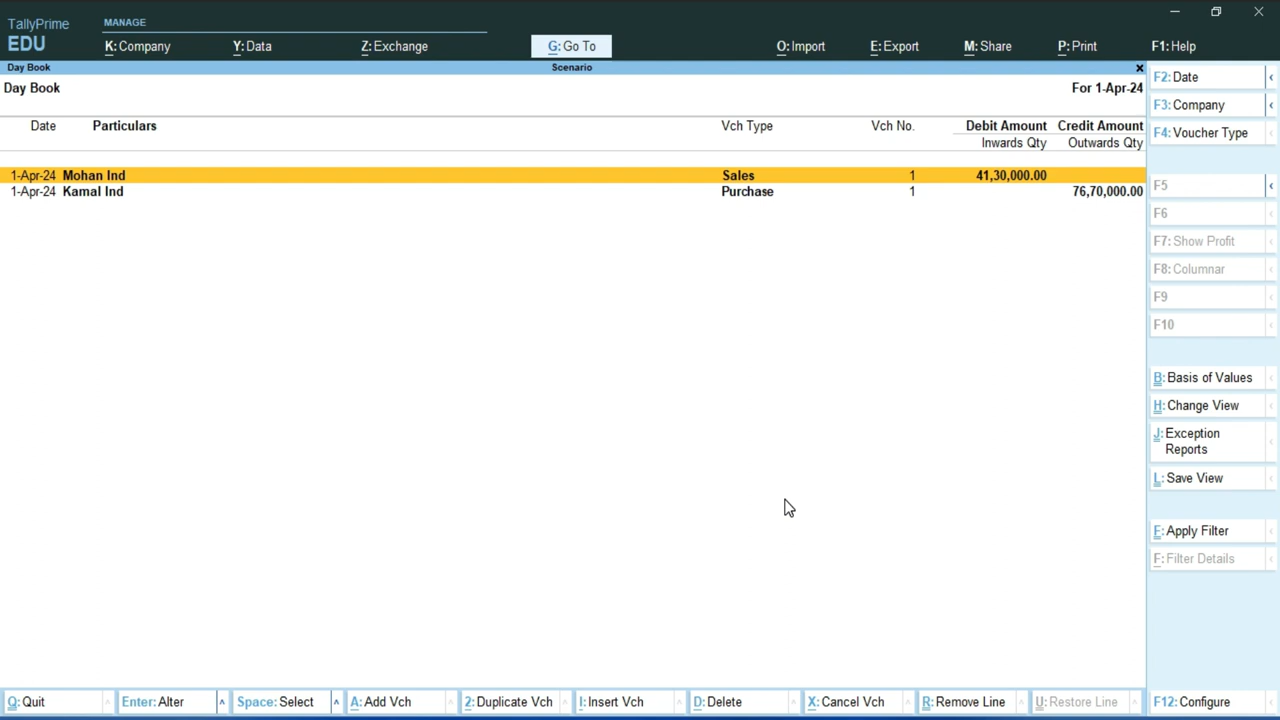 TallyPrime
EDU
MANAGE
K: Company
Y: Data
Z: Exchange
G: Go To
O: Import
E: Export
M: Share
P: Print
F1: Help
Day Book
Scenario
Day Book
For 1-Apr-24
Date Particulars Vch Type Vch No. Debit Amount Credit Amount
Inwards Qty Outwards Qty
1-Apr-24 Mohan Ind Sales 1 41,30,000.00
1-Apr-24 Kamal Ind Purchase 1 76,70,000.00
F2: Date
F3: Company
F4: Voucher Type
F5
F6
F7: Show Profit
F8: Columnar
F9
F10
B: Basis of Values
H: Change View
J: Exception
Reports
L: Save View
F: Apply Filter
F: Filter Details
Q: Quit
Enter: Alter
Space: Select
A: Add Vch
2: Duplicate Vch
I: Insert Vch
D: Delete
X: Cancel Vch
R: Remove Line
U: Restore Line
F12: Configure